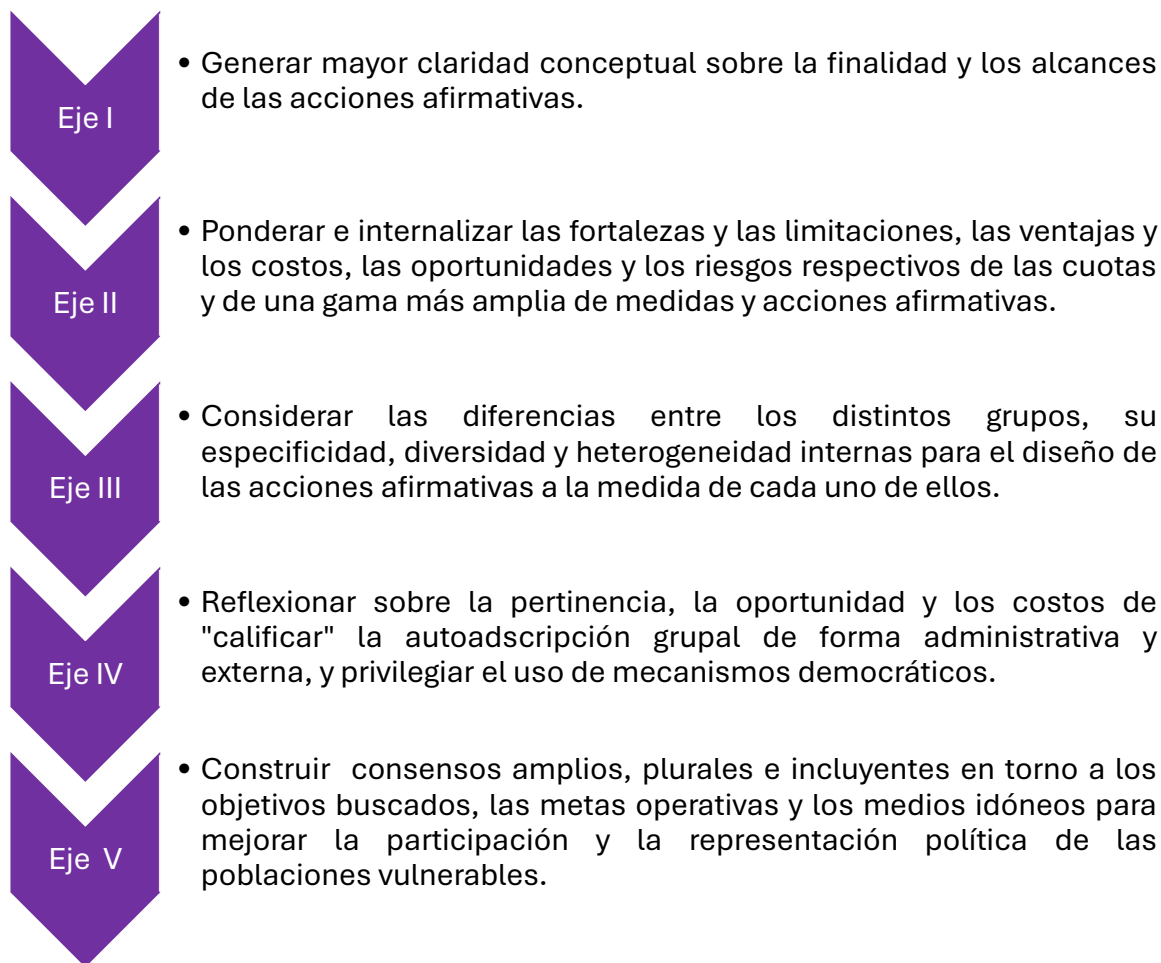 Eje I
• Generar mayor claridad conceptual sobre la finalidad y los alcances
de las acciones afirmativas.
Eje II
• Ponderar e internalizar las fortalezas y las limitaciones, las ventajas y
los costos, las oportunidades y los riesgos respectivos de las cuotas
y de una gama más amplia de medidas y acciones afirmativas.
Eje III
• Considerar las diferencias entre los distintos grupos, su
especificidad, diversidad y heterogeneidad internas para el diseño de
las acciones afirmativas a la medida de cada uno de ellos.
Eje IV
• Reflexionar sobre la pertinencia, la oportunidad y los costos de
"calificar" la autoadscripción grupal de forma administrativa y
externa, y privilegiar el uso de mecanismos democráticos.
Eje V
• Construir consensos amplios, plurales e incluyentes en torno a los
objetivos buscados, las metas operativas y los medios idóneos para
mejorar la participación y la representación política de las
poblaciones vulnerables.